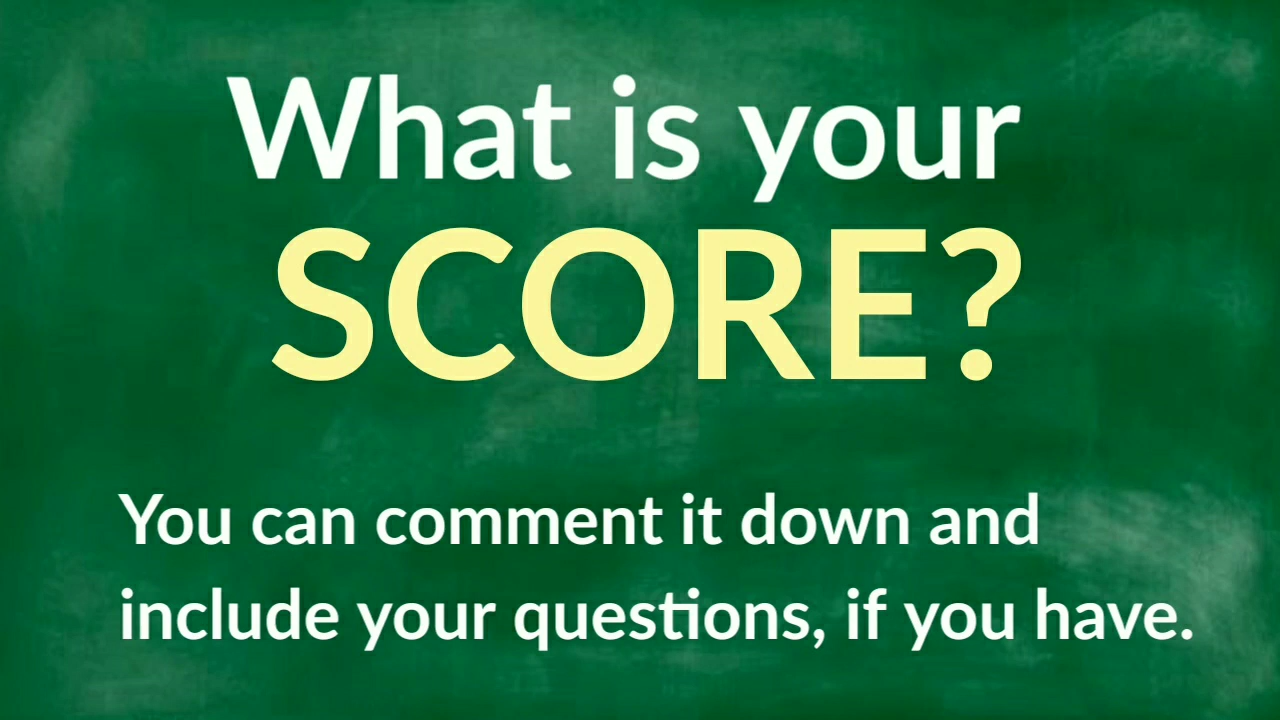 What is your
SCORE?
You can comment it down and
include your questions, if you have.